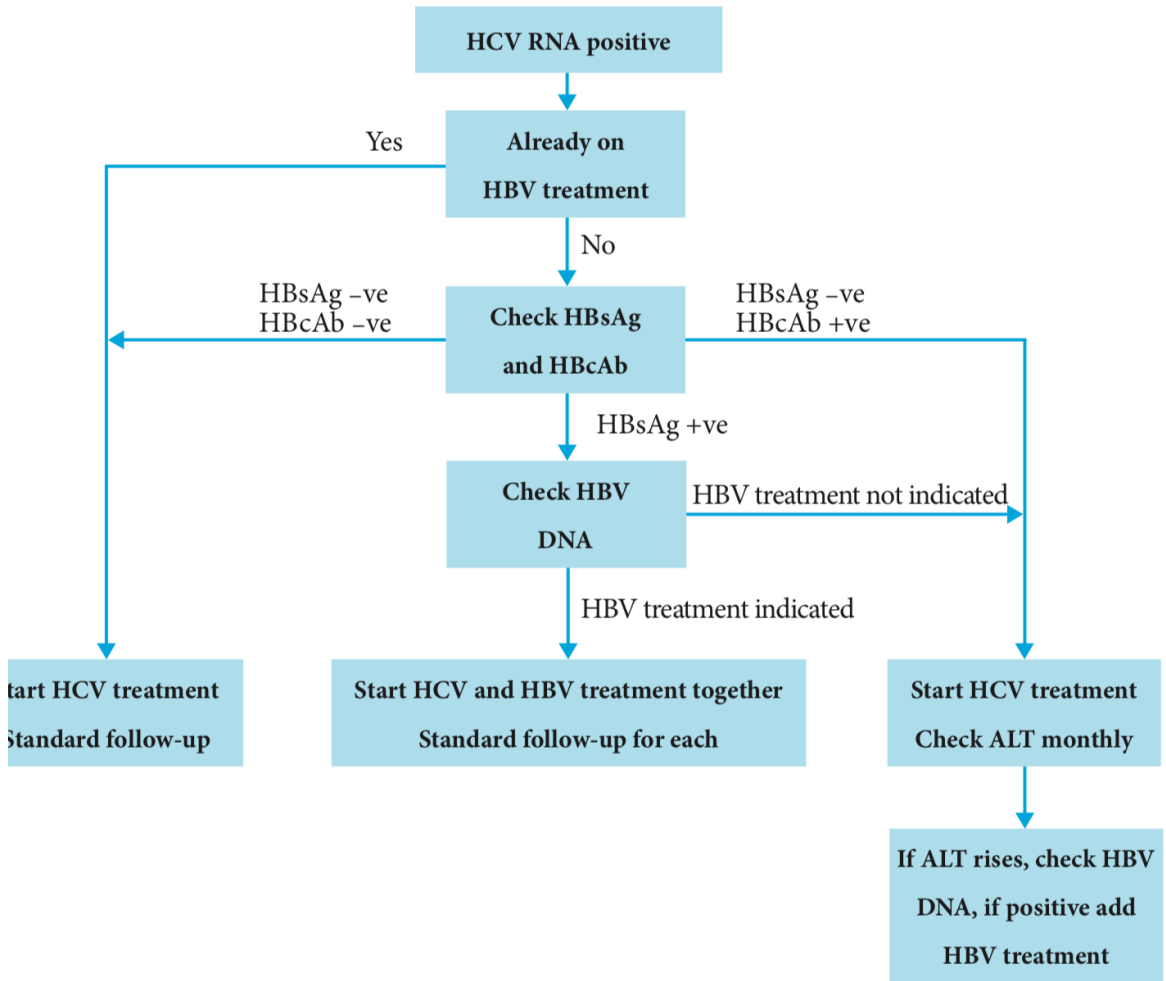 HCV RNA positive
Already on
HBV treatment
Yes
No
Check HBsAg
and HBcAb
HBsAg –ve
HBcAb –ve
HBsAg –ve
HBcAb +ve
HBsAg +ve
Check HBV
DNA
HBV treatment not indicated
HBV treatment indicated
tart HCV treatment
Standard follow-up
Start HCV and HBV treatment together
Standard follow-up for each
Start HCV treatment
Check ALT monthly
If ALT rises, check HBV
DNA, if positive add
HBV treatment